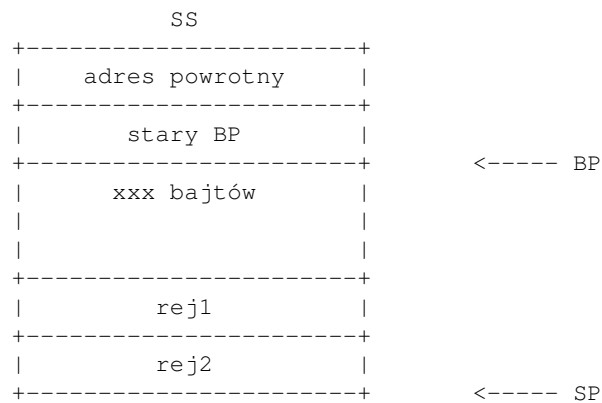 SS
+-----------------------+
| adres powrotny |
+-----------------------+
| stary BP |
+-----------------------+ <----- BP
| xxx bajtów |
| |
| |
+-----------------------+
| rej1 |
+-----------------------+
| rej2 |
+-----------------------+ <----- SP